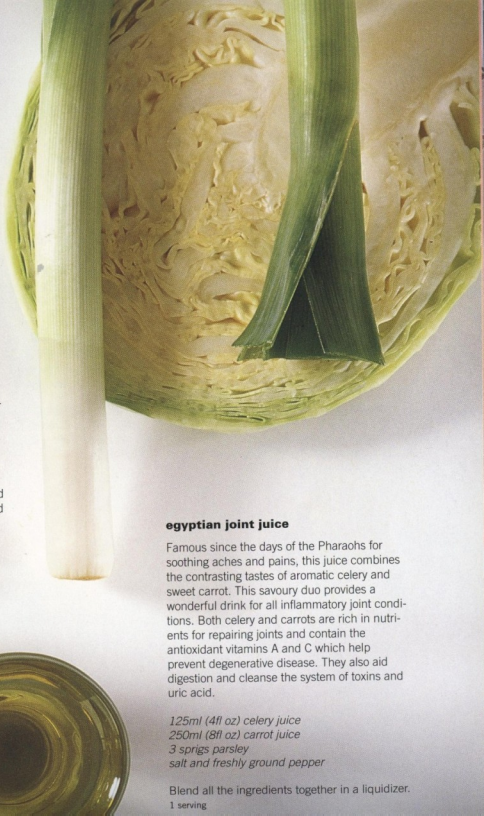 egyptian joint juice
Famous since the days of the Pharaohs for
soothing aches and pains, this juice combines
the contrasting tastes of aromatic celery and
sweet carrot. This savoury duo provides a
wonderful drink for all inflammatory joint condi-
tions. Both celery and carrots are rich in nutri-
ents for repairing joints and contain the
antioxidant vitamins A and C which help
prevent degenerative disease. They also aid
digestion and cleanse the system of toxins and
uric acid.
125ml (4fl oz) celery juice
250ml (8fl oz) carrot juice
3 sprigs parsley
salt and freshly ground pepper
Blend all the ingredients together in a liquidizer.
1 serving